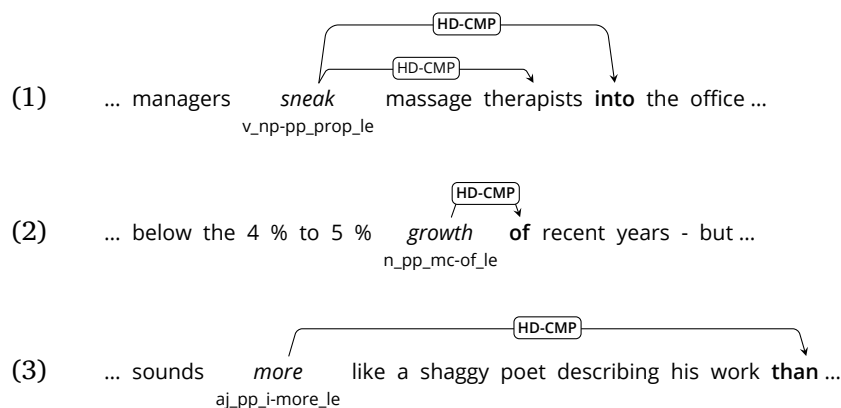 HD-CMP
HD-CMP
(1) ... managers sneak massage therapists into the office ...
v_np-pp_prop_le
HD-CMP
(2) ... below the 4 % to 5 % growth of recent years - but ...
n_pp_mc-of_le
HD-CMP
(3) ... sounds more like a shaggy poet describing his work than ...
aj_pp_i-more_le